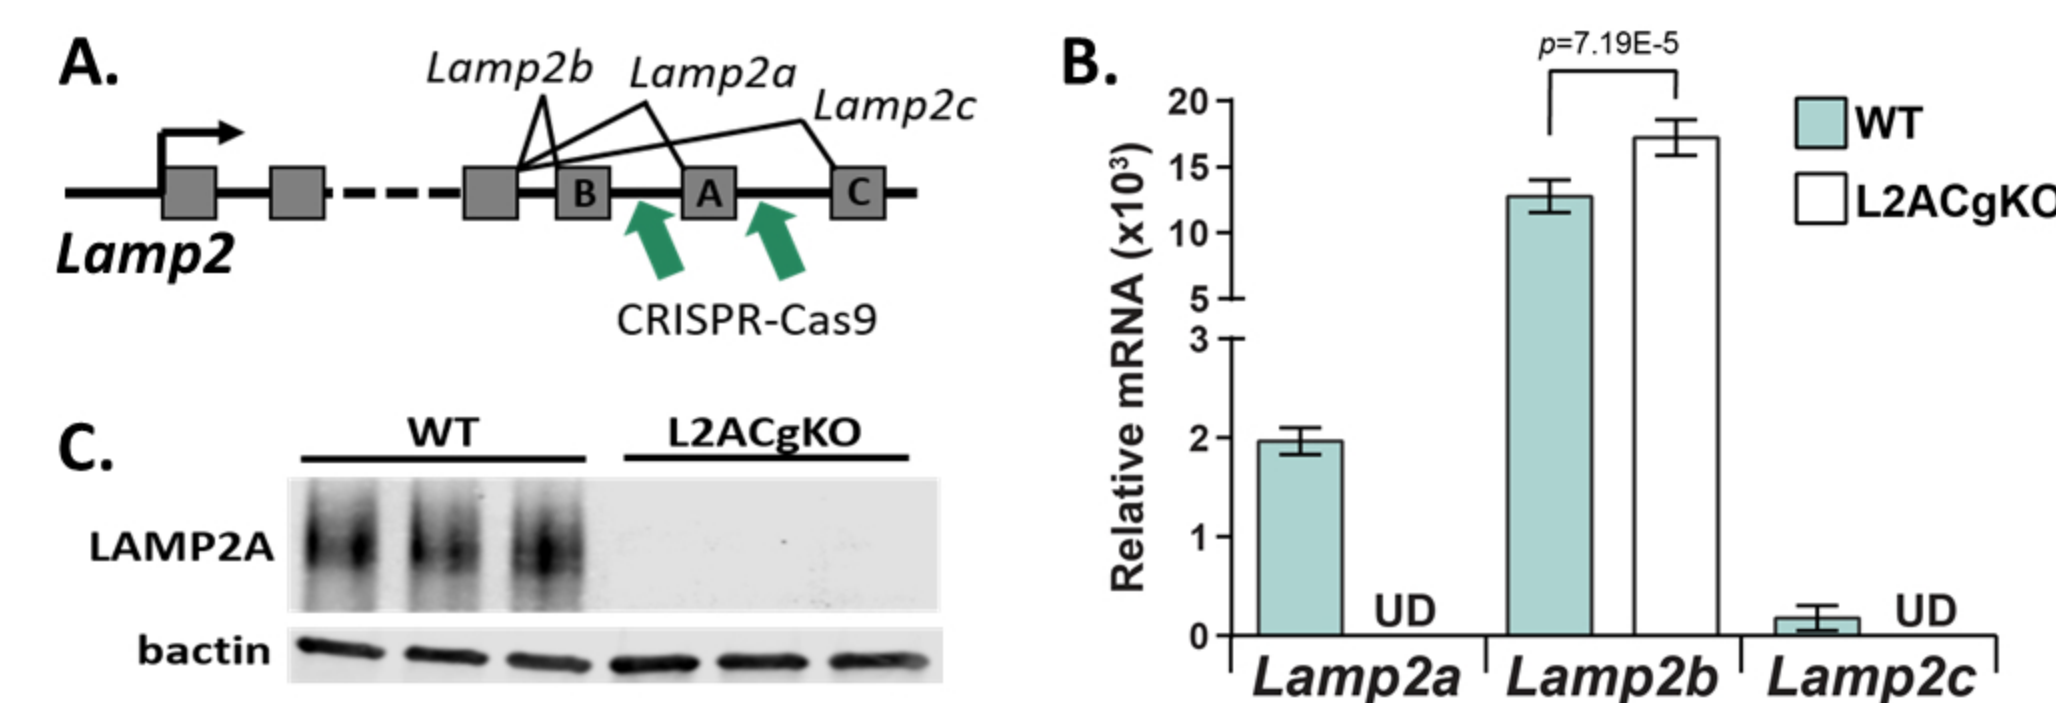 A.
Lamp2b
Lamp2a
Lamp2c
B
A
C
Lamp2
CRISPR-Cas9
B.
p=7.19E-5
20
15
10
5
3
2
1
0
Relative mRNA (x10³)
WT
L2ACgKO
UD
UD
Lamp2a
Lamp2b
Lamp2c
C.
WT
L2ACgKO
LAMP2A
bactin